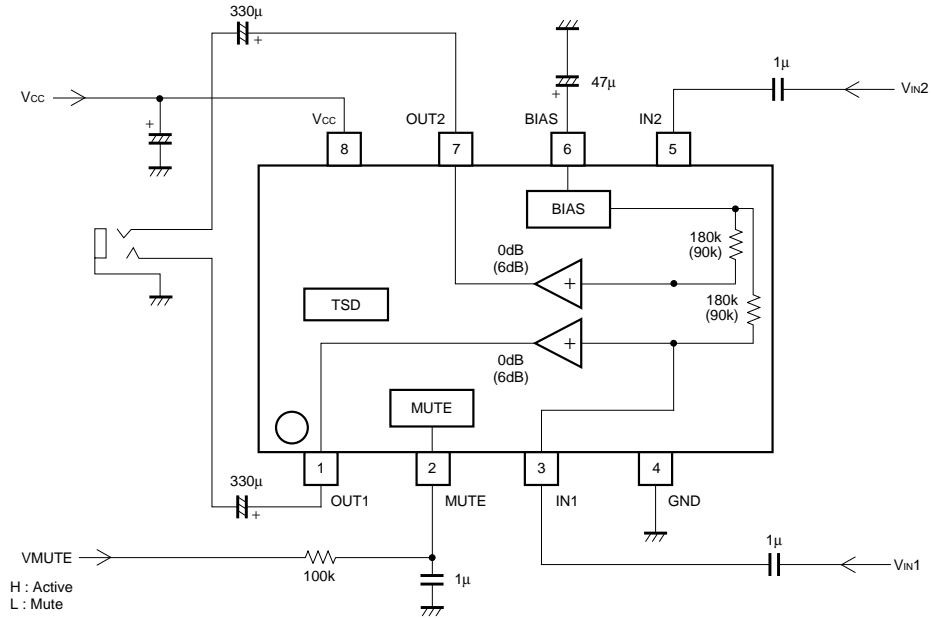 330μ
+
1μ
VCC
47μ
+
VIN2
+
VCC
OUT2
BIAS
IN2
8
7
6
5
BIAS
180k
(90k)
0dB
(6dB)
+
180k
(90k)
TSD
+
0dB
(6dB)
MUTE
1
2
3
4
330μ
+
OUT1
MUTE
IN1
GND
VMUTE
100k
1μ
1μ
VIN1
H : Active
L : Mute